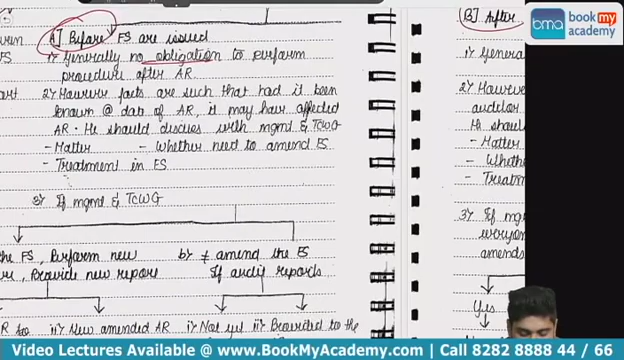 A] Before FS are issued
1) Generally no obligation to perform
procedure after AR.
2) However facts are such that had it been
known @ date of AR, it may have affected
AR. He should discuss with mgmt & TCWG
- Matter - Whether need to amend FS
- Treatment in FS
3) If mgmt & TCWG
the FS, Perform new
Provide new report
b) ≠ amend the FS
If audit reports
ii) New amended AR
i) Not yet
ii) Provided to the
B] After
1) General
2) However
auditor
He shoul
- Matter
- Whethe
- Treatm
3) If mg
amends
Yes
bma book my academy
Video Lectures Available @ www.BookMyAcademy.com | Call 8282 8888 44 / 66